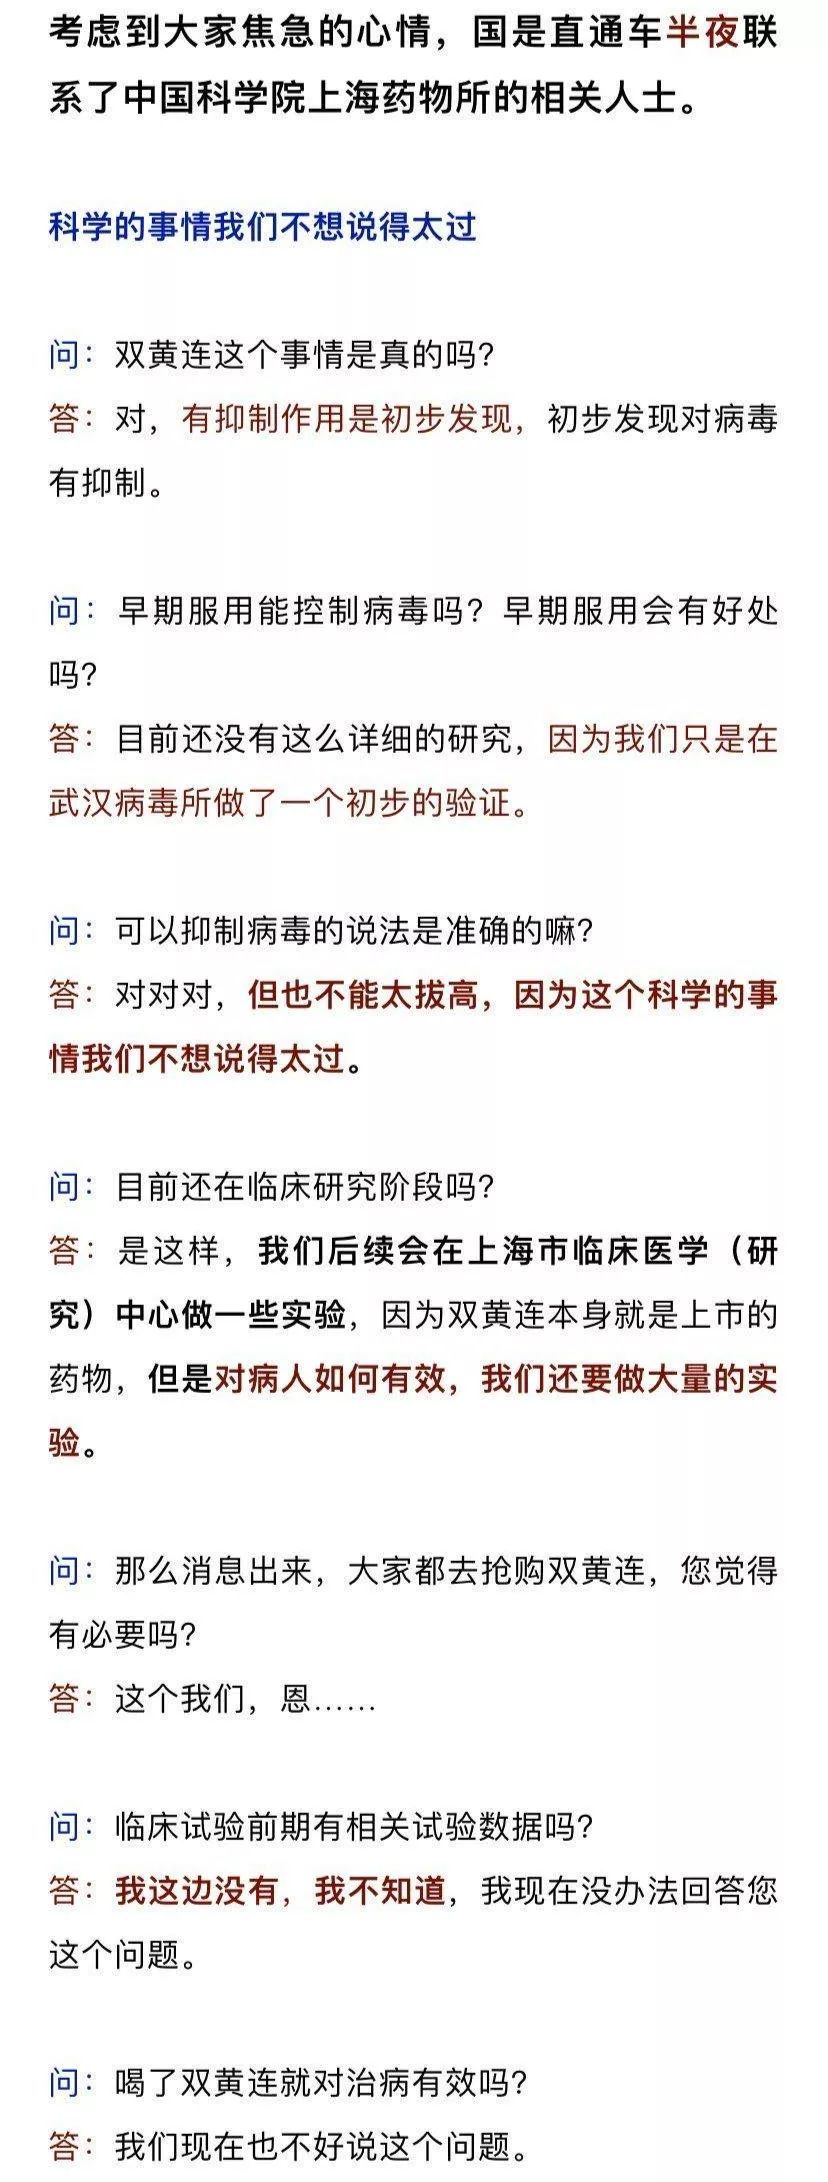 考虑到大家焦急的心情，国是直通车半夜联
系了中国科学院上海药物所的相关人士。
科学的事情我们不想说得太过
问：双黄连这个事情是真的吗？
答：对，有抑制作用是初步发现，初步发现对病毒
有抑制。
问：早期服用能控制病毒吗？早期服用会有好处
吗？
答：目前还没有这么详细的研究，因为我们只是在
武汉病毒所做了一个初步的验证。
问：可以抑制病毒的说法是准确的嘛？
答：对对对，但也不能太拔高，因为这个科学的事
情我们不想说得太过。
问：目前还在临床研究阶段吗？
答：是这样，我们后续会在上海市临床医学（研
究）中心做一些实验，因为双黄连本身就是上市的
药物，但是对病人如何有效，我们还要做大量的实
验。
问：那么消息出来，大家都去抢购双黄连，您觉得
有必要吗？
答：这个我们，恩……
问：临床试验前期有相关试验数据吗？
答：我这边没有，我不知道，我现在没办法回答您
这个问题。
问：喝了双黄连就对治病有效吗？
答：我们现在也不好说这个问题。